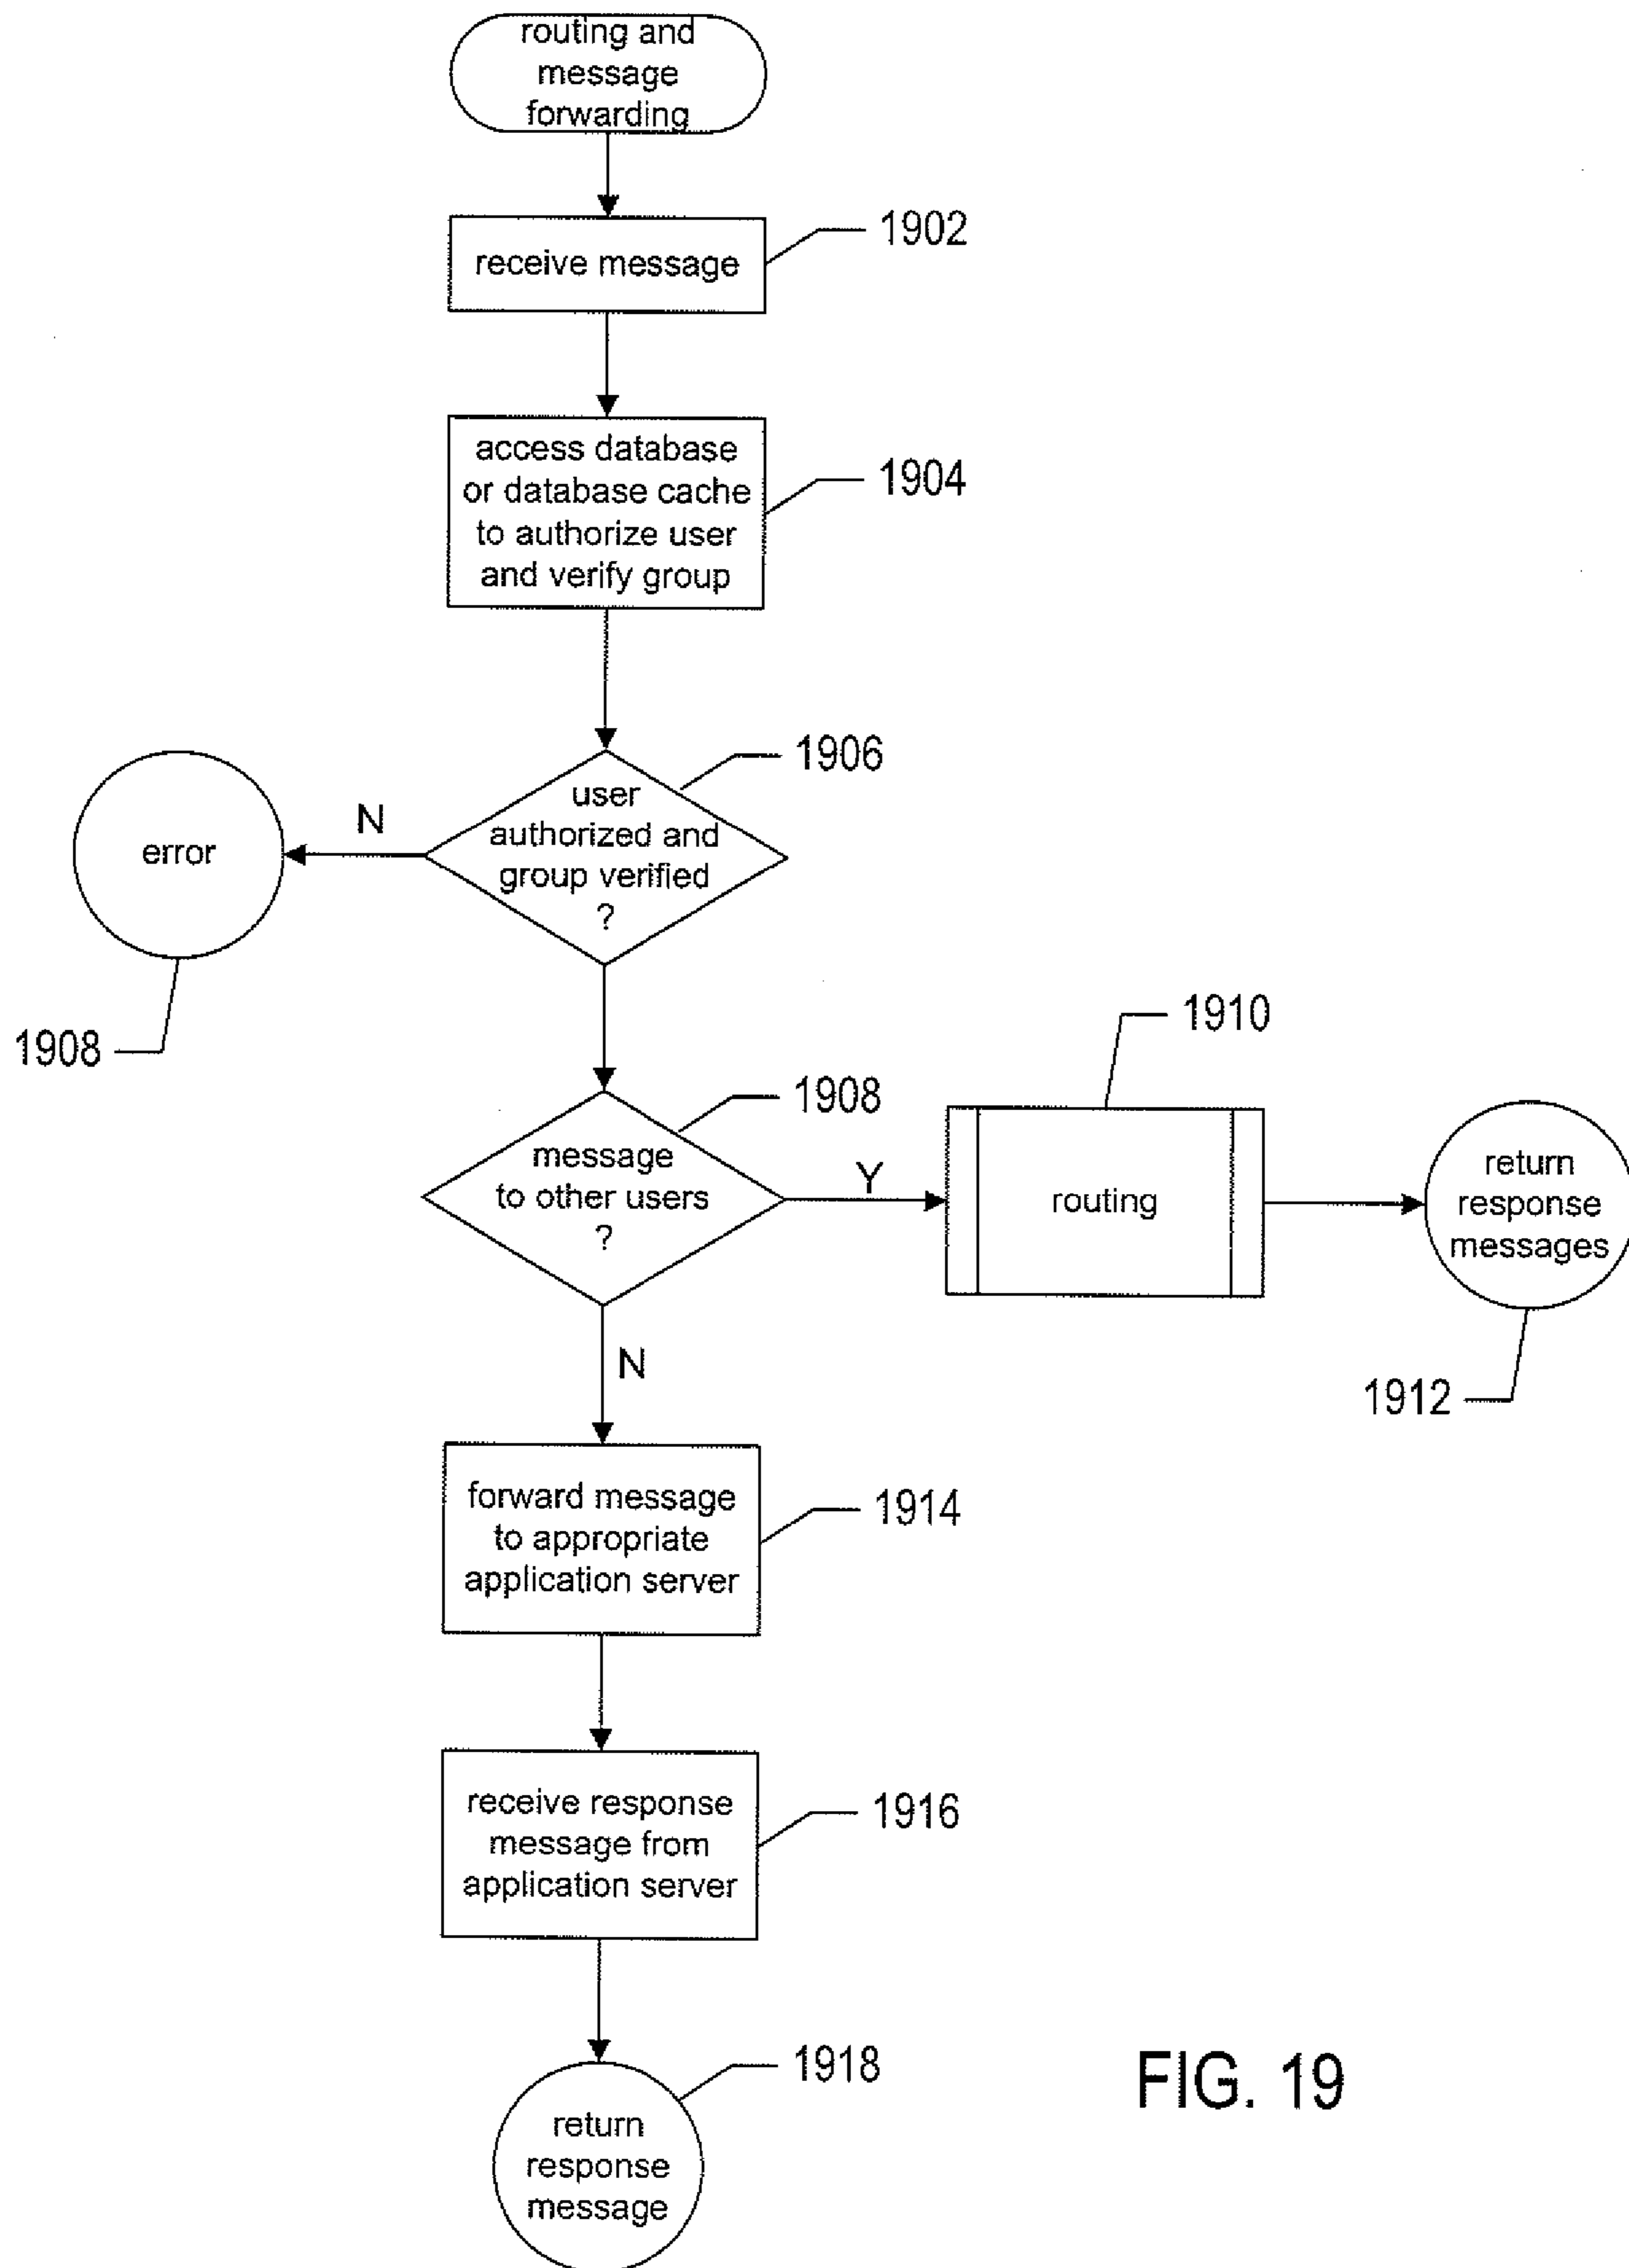 routing and
message
forwarding
1902
receive message
access database
or database cache
to authorize user
and verify group
1904
1906
user
authorized and
group verified
?
N
error
1908
1908
message
to other users
?
Y
1910
routing
return
response
messages
1912
N
forward message
to appropriate
application server
1914
receive response
message from
application server
1916
1918
return
response
message
FIG. 19